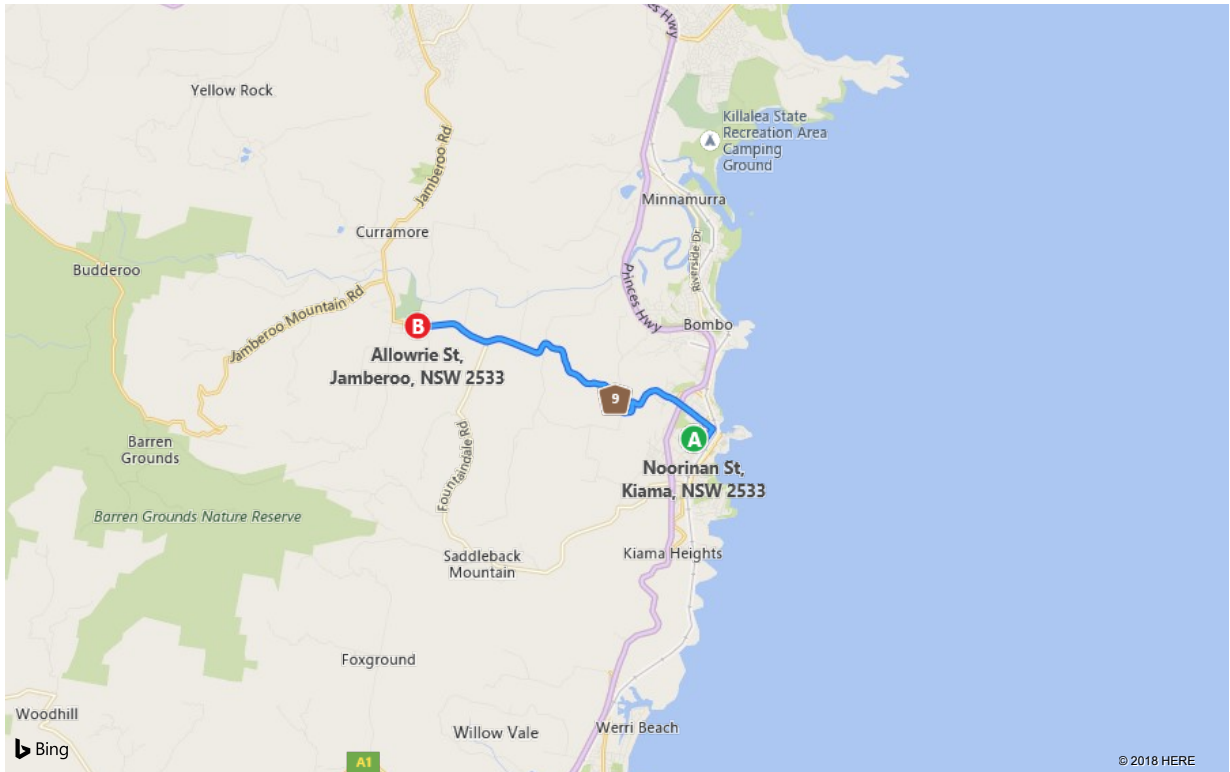 es Hwy
Yellow Rock
Killalea State
Recreation Area
Camping
Ground
Jamberoo Rd
Minnamurra
Curramore
Riverside Dr
Budderoo
Princes Hwy
Jamberoo Mountain Rd
B
Bombo
Allowrie St,
Jamberoo, NSW 2533
9
A
Barren
Grounds
Fountaindale Rd
Noorinan St,
Kiama, NSW 2533
Barren Grounds Nature Reserve
Saddleback
Mountain
Kiama Heights
Foxground
Woodhill
Willow Vale
Werri Beach
Bing
A1
© 2018 HERE